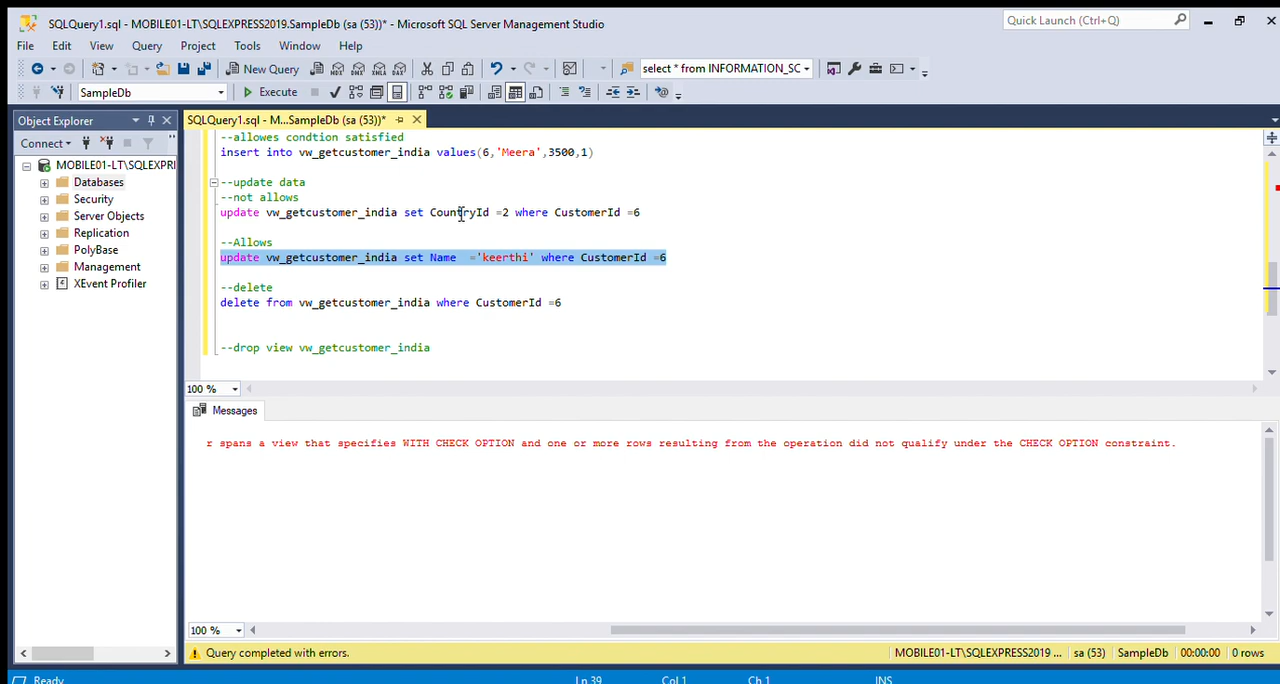 SQLQuery1.sql - MOBILE01-LT\SQLEXPRESS2019.SampleDb (sa (53))* - Microsoft SQL Server Management Studio
Quick Launch (Ctrl+Q)
File Edit View Query Project Tools Window Help
New Query
MDX DMX XMLA DAX
select * from INFORMATION_SC
SampleDb
Execute
Object Explorer
SQLQuery1.sql - M...SampleDb (sa (53))*
Connect
MOBILE01-LT\SQLEXPRI
Databases
Security
Server Objects
Replication
PolyBase
Management
XEvent Profiler
--allowes condtion satisfied
insert into vw_getcustomer_india values(6,'Meera',3500,1)
--update data
--not allows
update vw_getcustomer_india set CountryId =2 where CustomerId =6
--Allows
update vw_getcustomer_india set Name  ='keerthi' where CustomerId =6
--delete
delete from vw_getcustomer_india where CustomerId =6
--drop view vw_getcustomer_india
100 %
Messages
r spans a view that specifies WITH CHECK OPTION and one or more rows resulting from the operation did not qualify under the CHECK OPTION constraint.
100 %
Query completed with errors.
MOBILE01-LT\SQLEXPRESS2019 ... sa (53) SampleDb 00:00:00 0 rows
Ready Ln 39 Col 1 Ch 1 INS